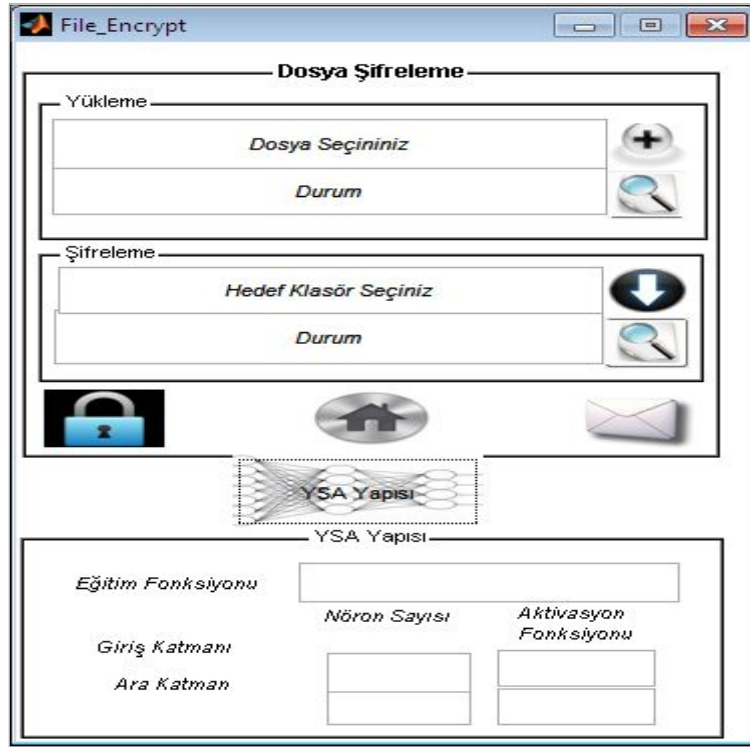 File_Encrypt
Dosya Şifreleme
Yükleme
Dosya Seçininiz
Durum
Şifreleme
Hedef Klasör Seçiniz
Durum
YSA Yapısı
YSA Yapısı
Eğitim Fonksiyonu
Nöron Sayısı
Aktivasyon
Fonksiyonu
Giriş Katmanı
Ara Katman